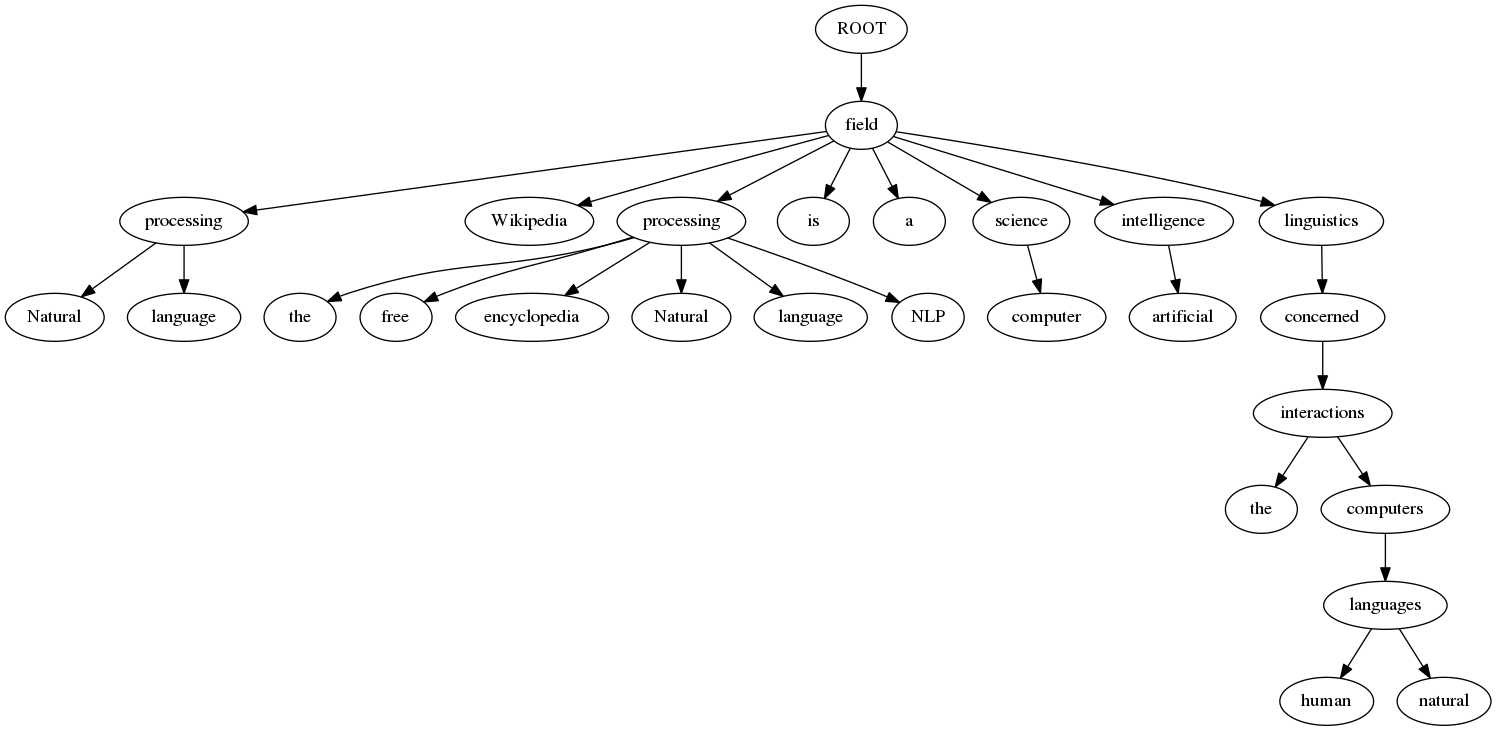 ROOT
field
processing Wikipedia processing is a science intelligence linguistics
Natural language the free encyclopedia Natural language NLP computer artificial concerned
interactions
the computers
languages
human natural